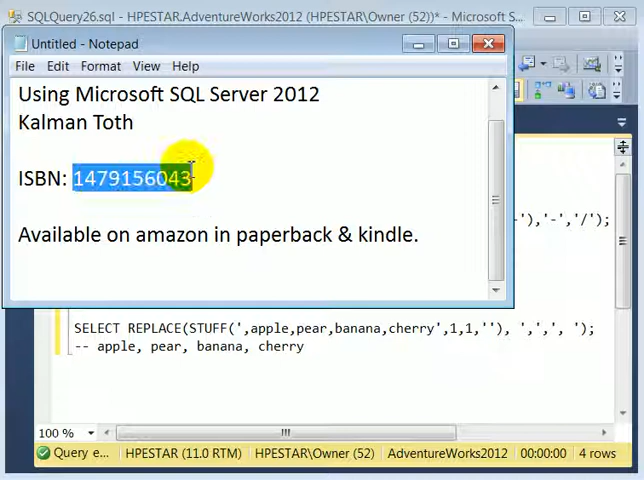 SQLQuery26.sql - HPESTAR.AdventureWorks2012 (HPESTAR\Owner (52))* - Microsoft S...
Untitled - Notepad
File Edit Format View Help
Using Microsoft SQL Server 2012
Kalman Toth
ISBN: 1479156043
Available on amazon in paperback & kindle.
'),'-','/');
SELECT REPLACE(STUFF(',apple,pear,banana,cherry',1,1,''), ',',', ');
-- apple, pear, banana, cherry
100 %
Query e... HPESTAR (11.0 RTM) HPESTAR\Owner (52) AdventureWorks2012 00:00:00 4 rows